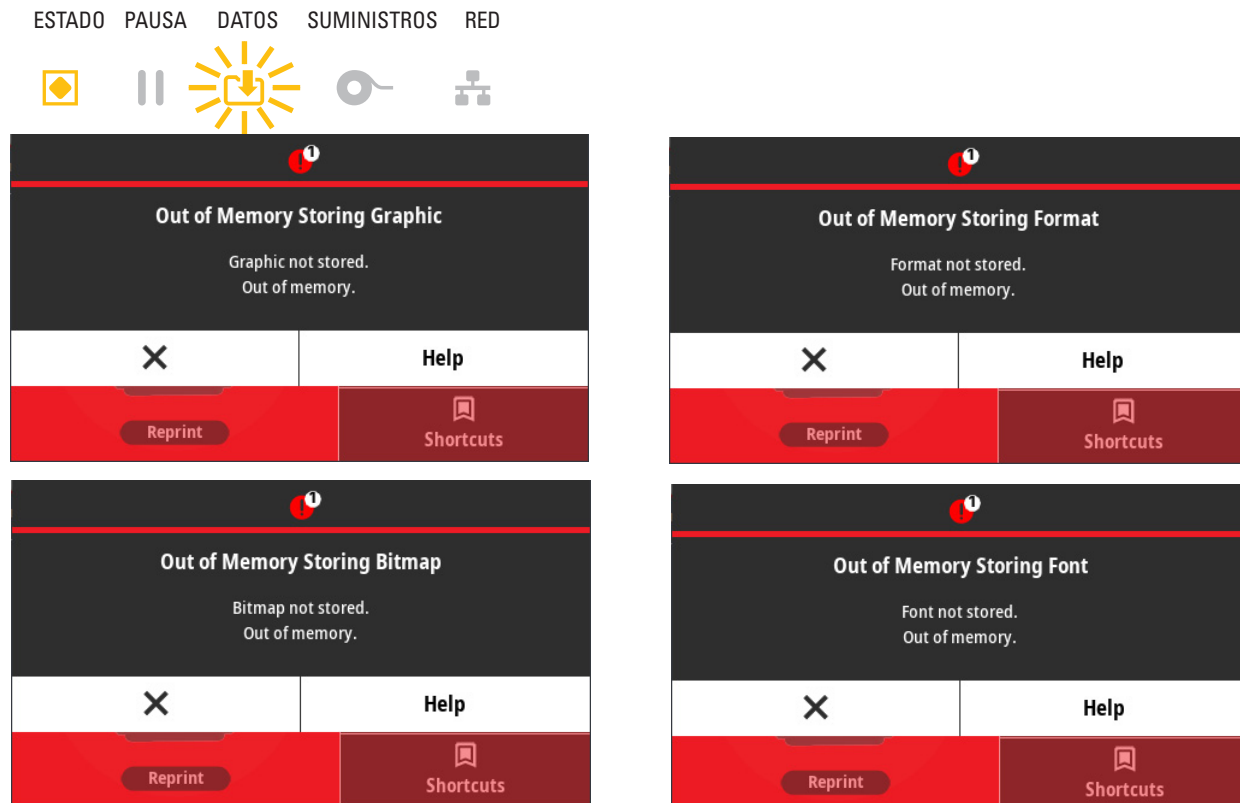 ESTADO PAUSA DATOS SUMINISTROS RED
1
Out of Memory Storing Graphic
Graphic not stored.
Out of memory.
Help
Reprint
Shortcuts
1
Out of Memory Storing Format
Format not stored.
Out of memory.
Help
Reprint
Shortcuts
1
Out of Memory Storing Bitmap
Bitmap not stored.
Out of memory.
Help
Reprint
Shortcuts
1
Out of Memory Storing Font
Font not stored.
Out of memory.
Help
Reprint
Shortcuts